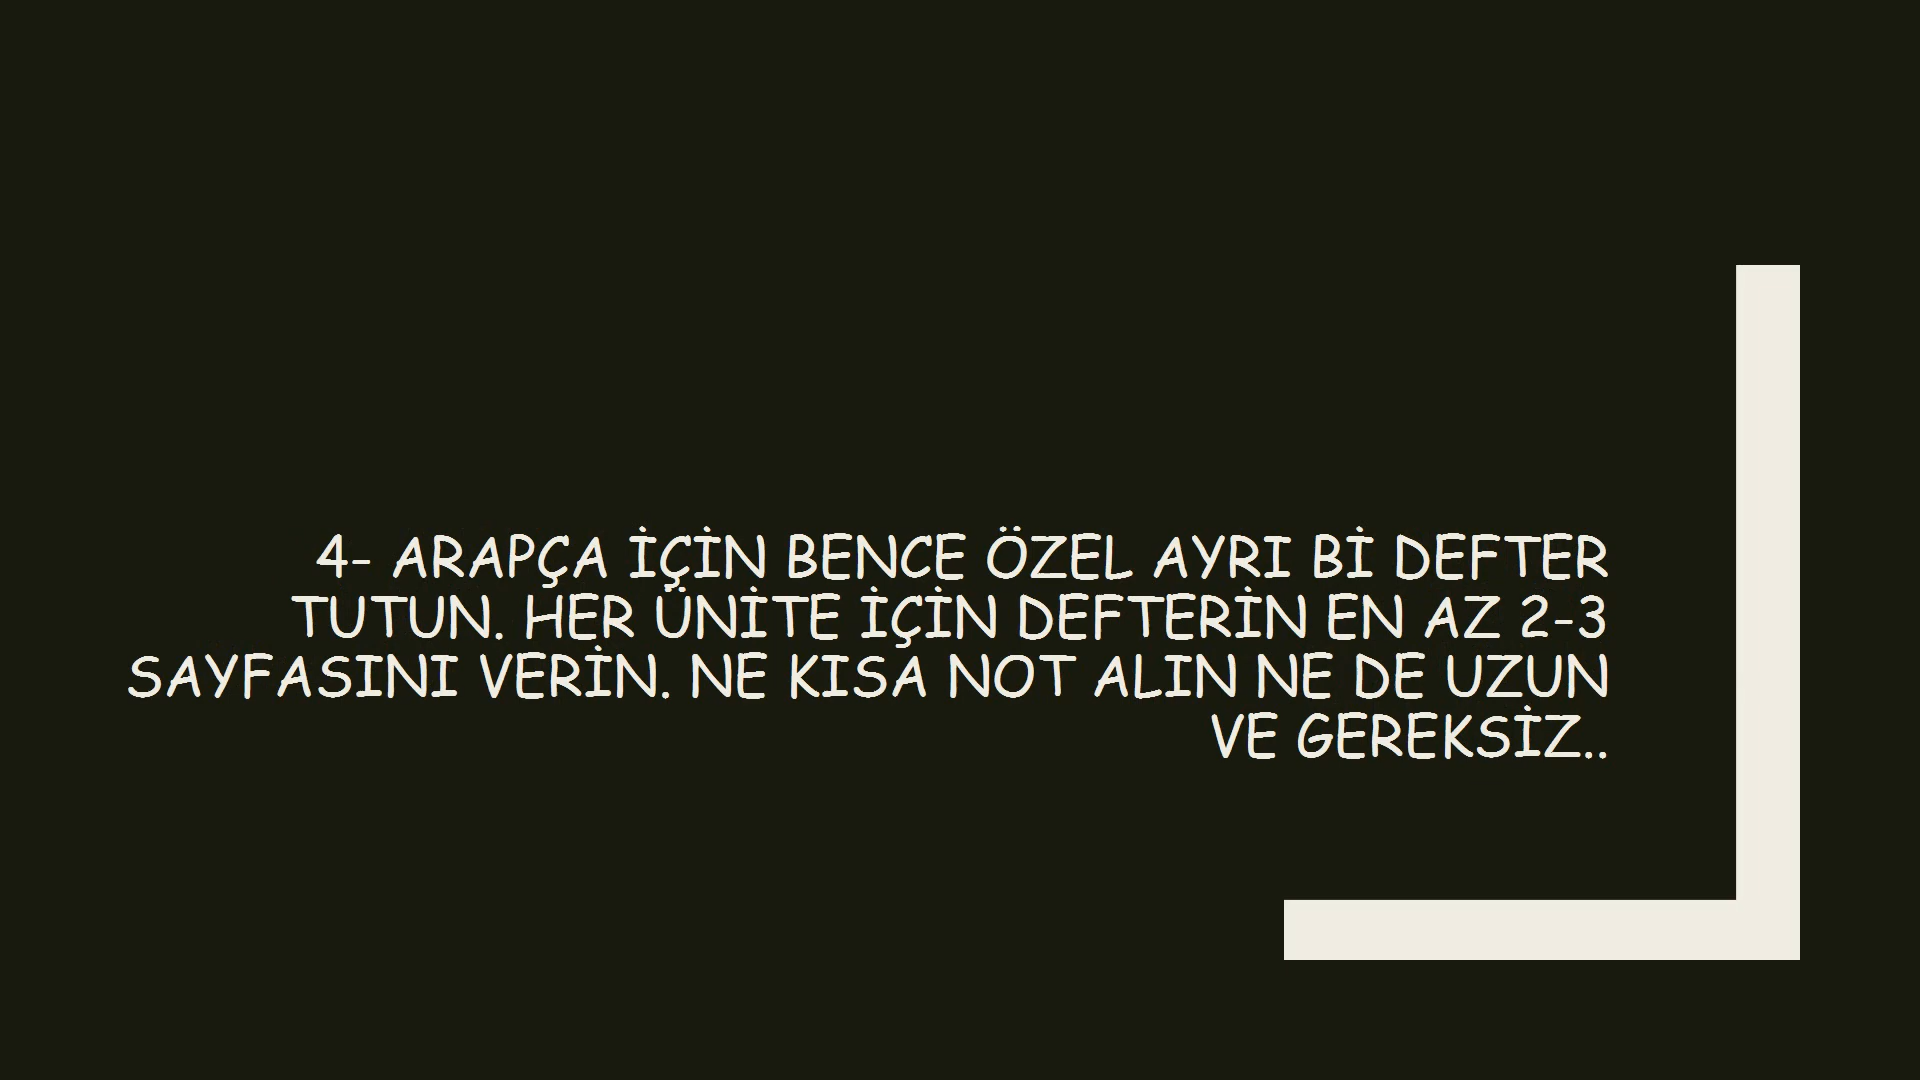 4- ARAPÇA İÇİN BENCE ÖZEL AYRI Bİ DEFTER
TUTUN. HER ÜNİTE İÇİN DEFTERİN EN AZ 2-3
SAYFASINI VERİN. NE KISA NOT ALIN NE DE UZUN
VE GEREKSİZ..